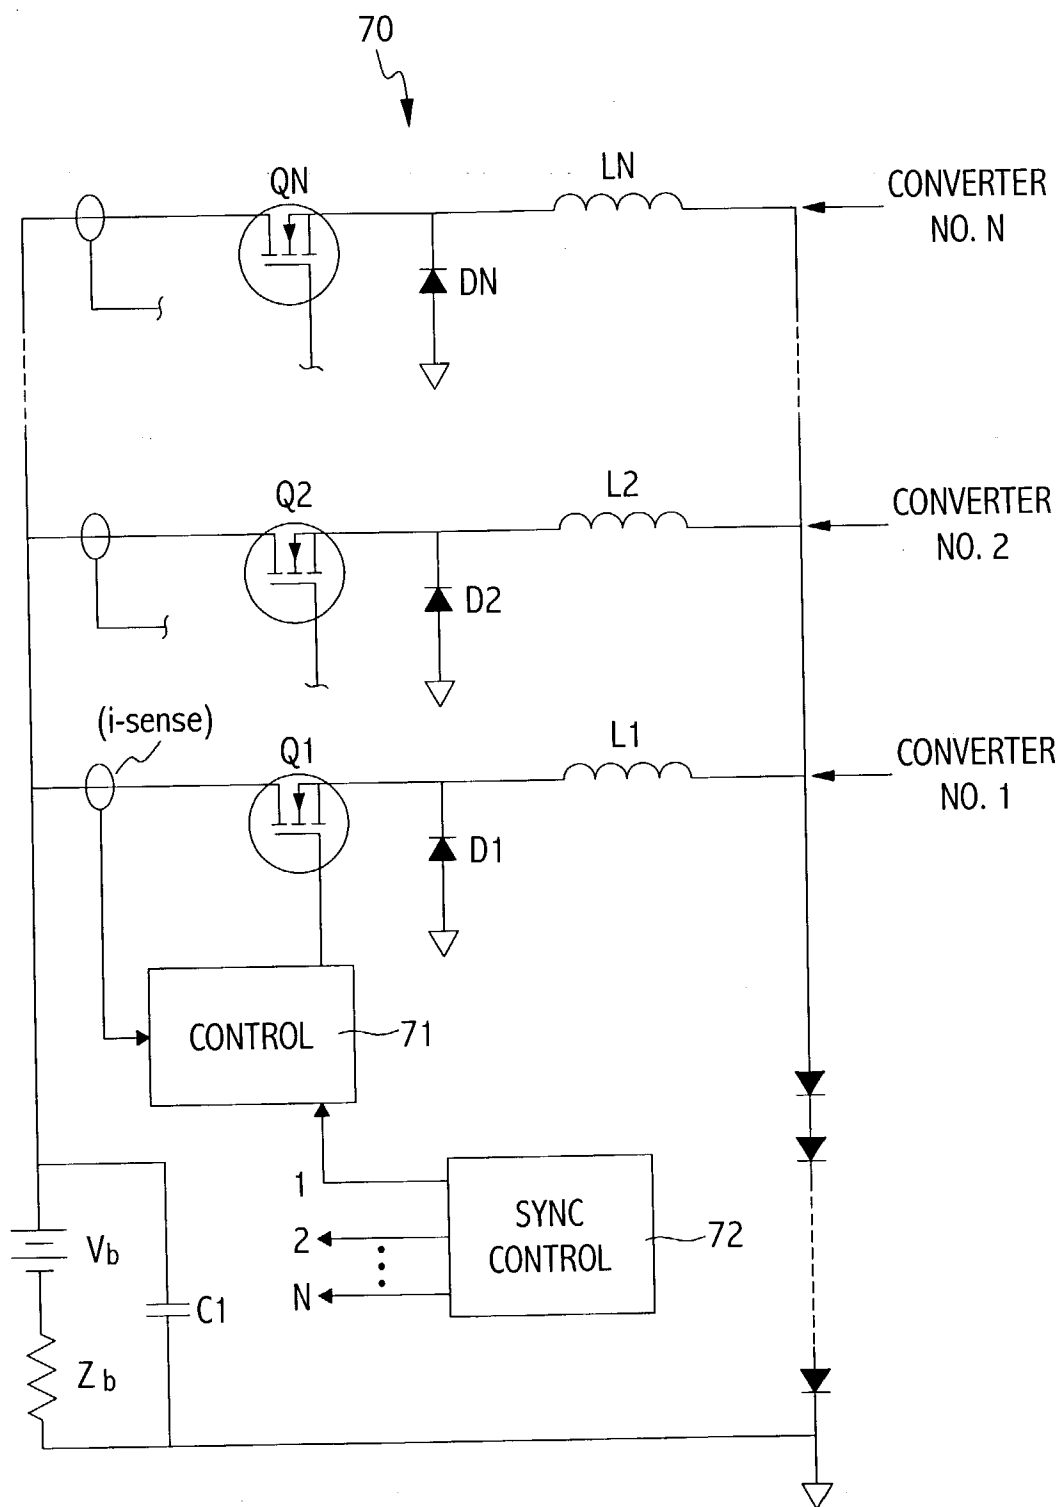 70
QN
LN
CONVERTER
NO. N
DN
Q2
L2
CONVERTER
NO. 2
D2
(i-sense)
Q1
L1
CONVERTER
NO. 1
D1
CONTROL
71
1
2
N
SYNC
CONTROL
72
Vb
C1
Zb